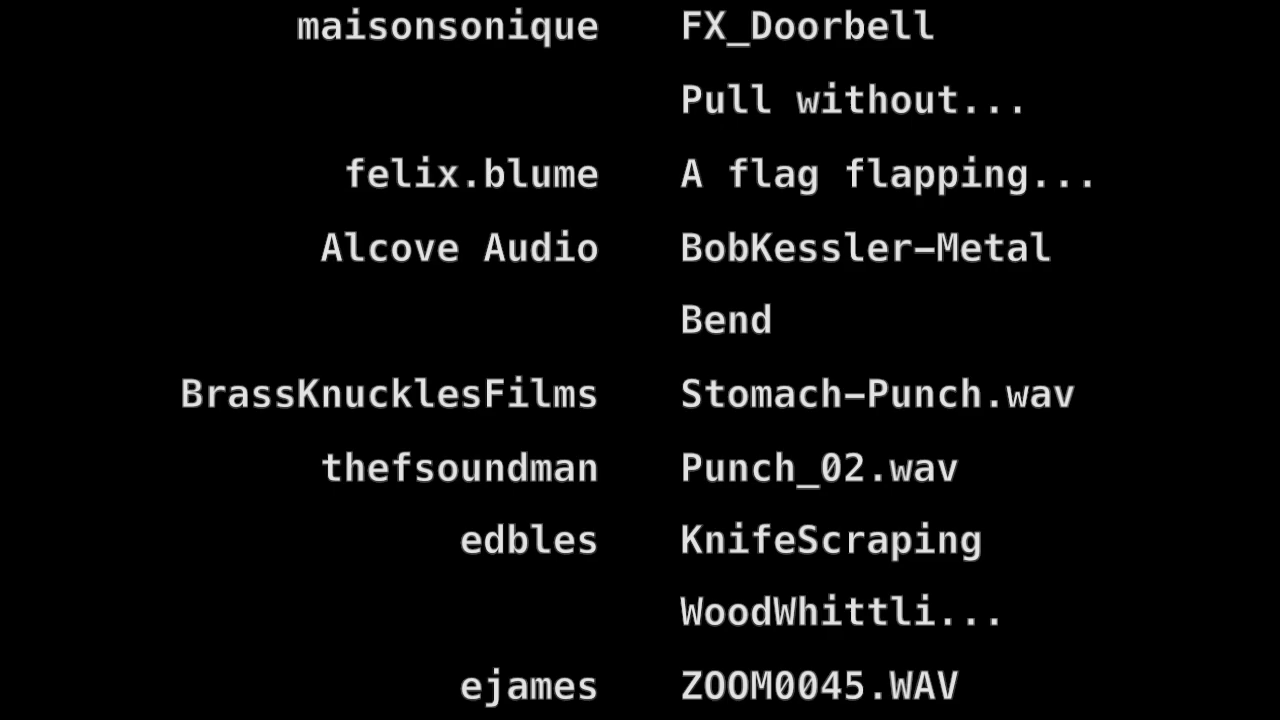 maisonsonique FX_Doorbell
Pull without...
felix.blume A flag flapping...
Alcove Audio BobKessler-Metal
Bend
BrassKnucklesFilms Stomach-Punch.wav
thefsoundman Punch_02.wav
edbles KnifeScraping
WoodWhittli...
ejames ZOOM0045.WAV